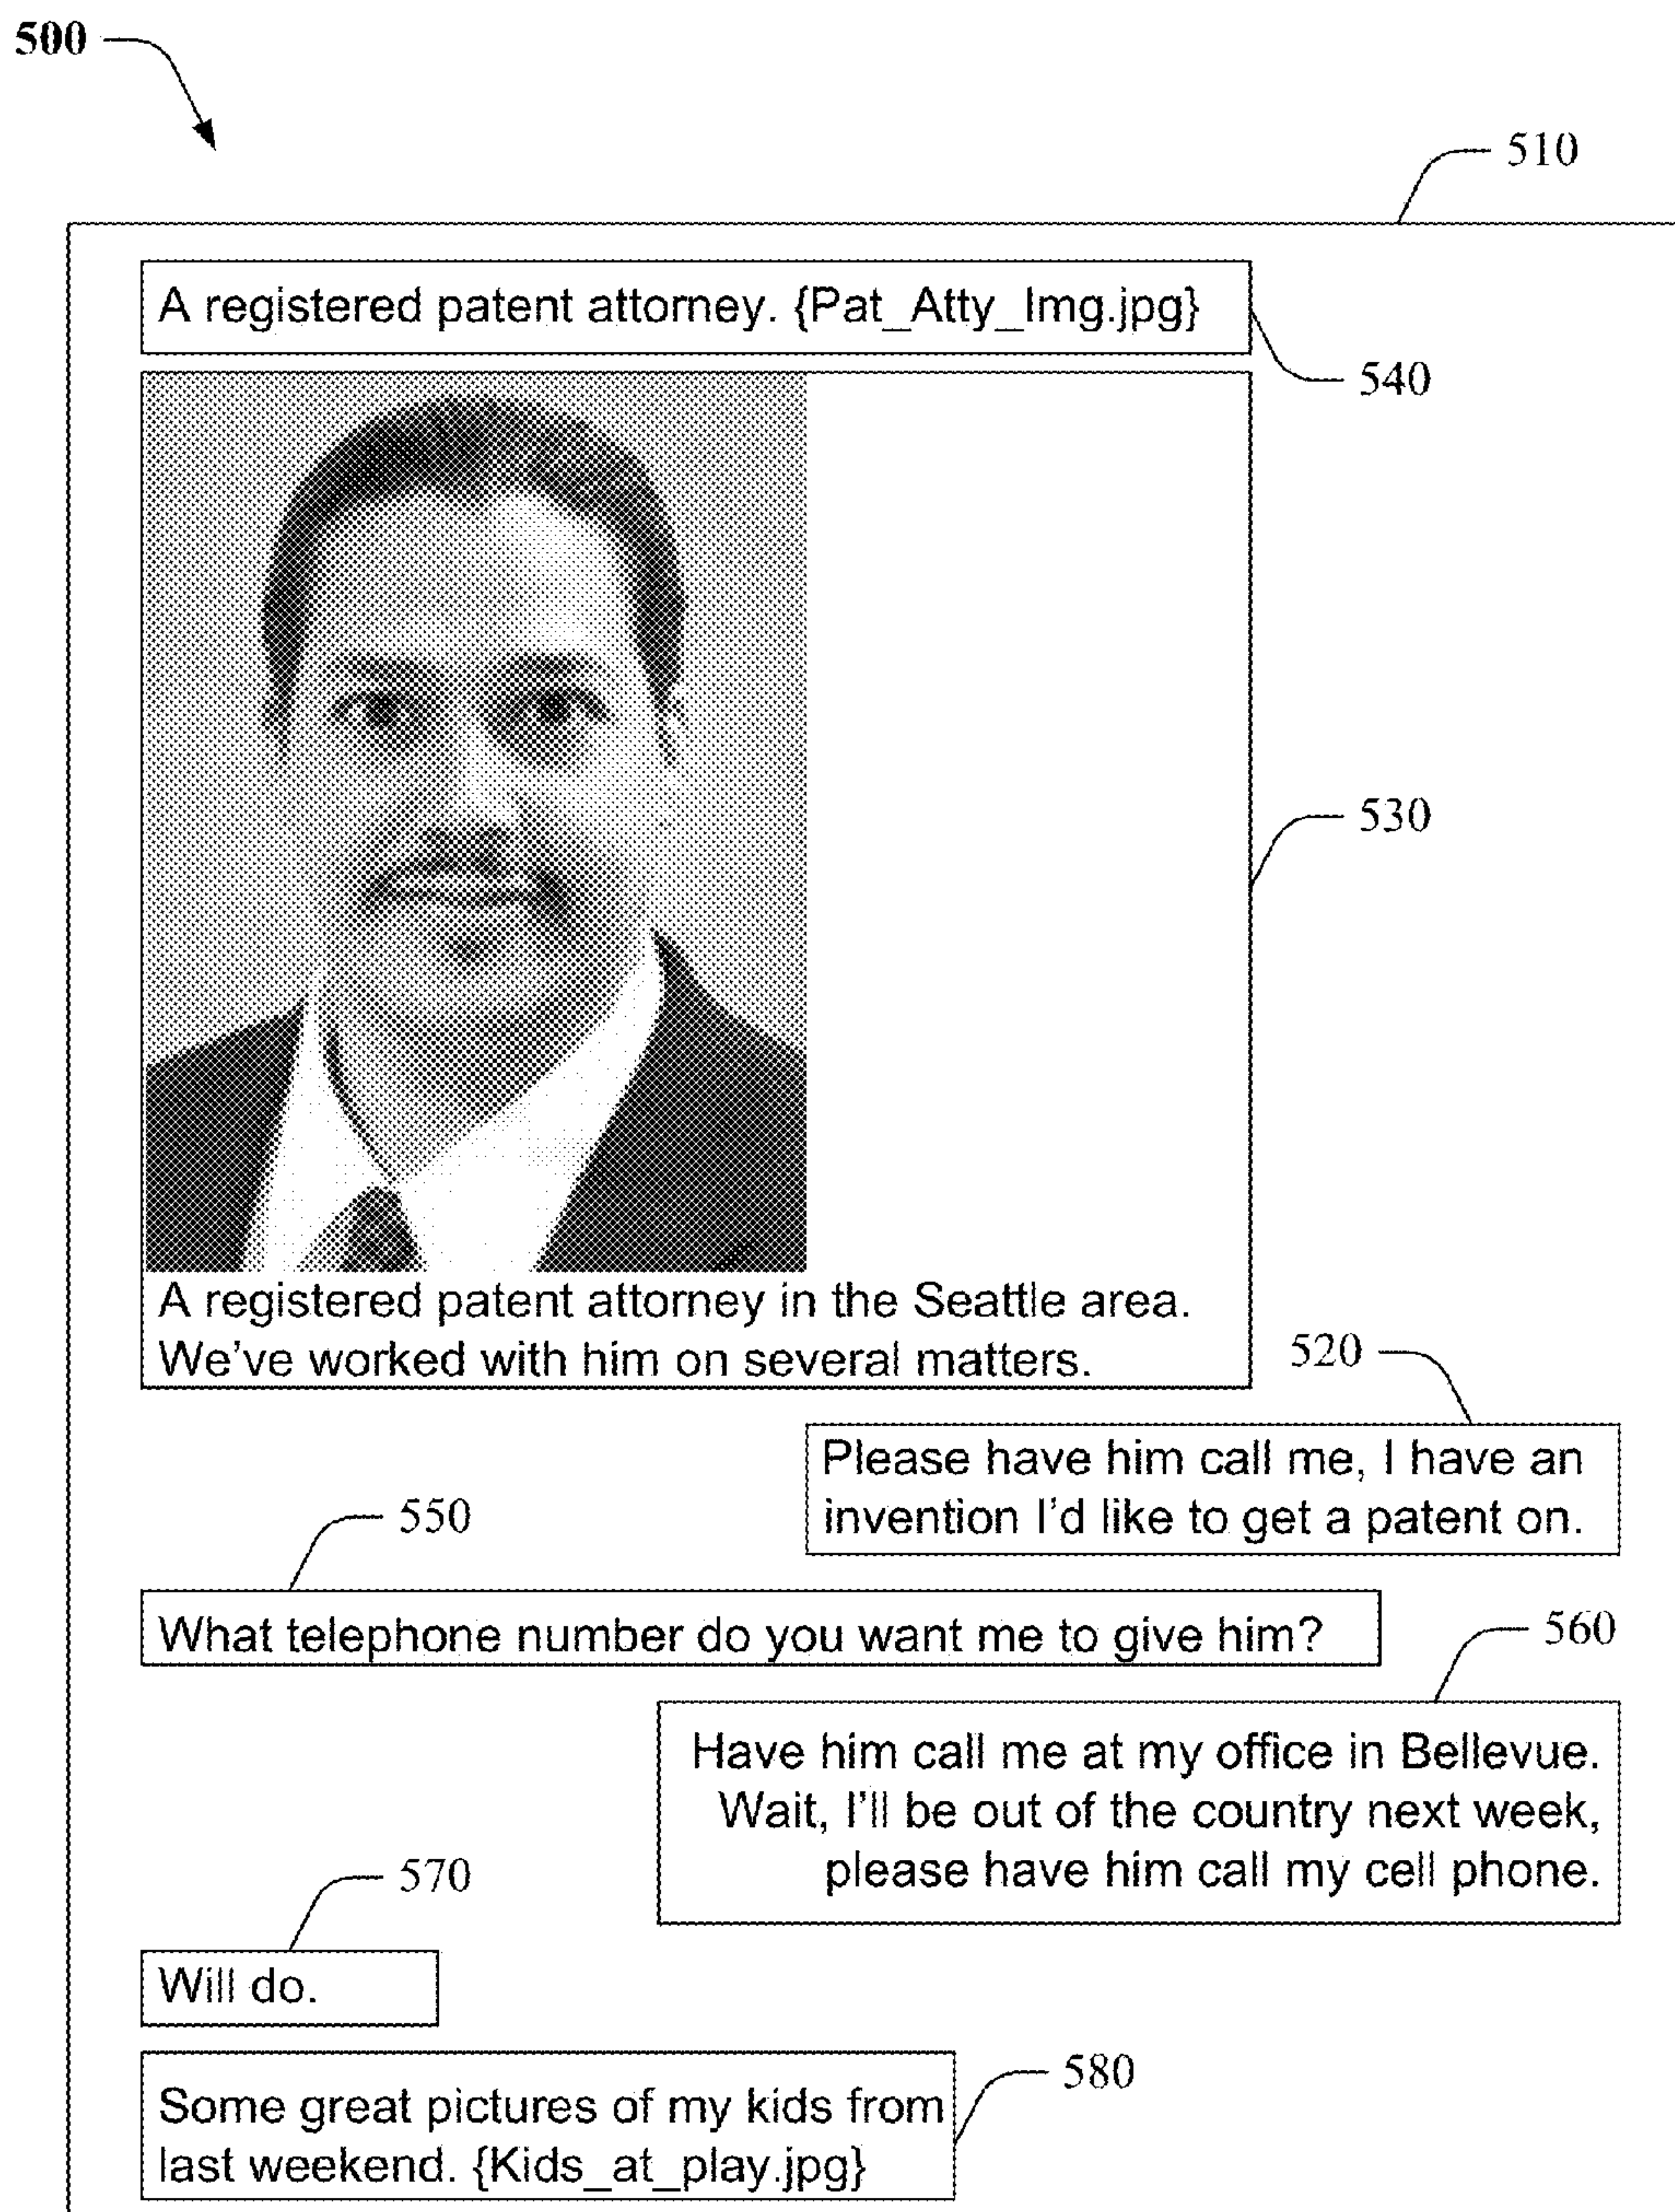 500
510
A registered patent attorney. {Pat_Atty_Img.jpg}
540
530
A registered patent attorney in the Seattle area.
We've worked with him on several matters.
520
Please have him call me, I have an
invention I'd like to get a patent on.
550
What telephone number do you want me to give him?
560
Have him call me at my office in Bellevue.
Wait, I'll be out of the country next week,
please have him call my cell phone.
570
Will do.
580
Some great pictures of my kids from
last weekend. {Kids_at_play.jpg}